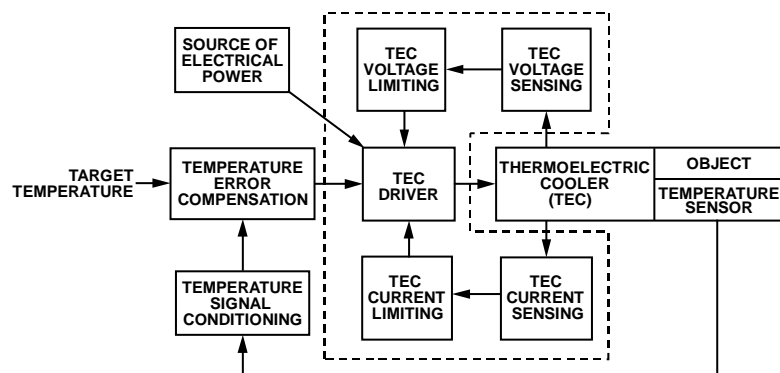 SOURCE OF
ELECTRICAL
POWER
TEC
VOLTAGE
LIMITING
TEC
VOLTAGE
SENSING
TARGET
TEMPERATURE
TEMPERATURE
ERROR
COMPENSATION
TEC
DRIVER
THERMOELECTRIC
COOLER
(TEC)
OBJECT
TEMPERATURE
SENSOR
TEMPERATURE
SIGNAL
CONDITIONING
TEC
CURRENT
LIMITING
TEC
CURRENT
SENSING